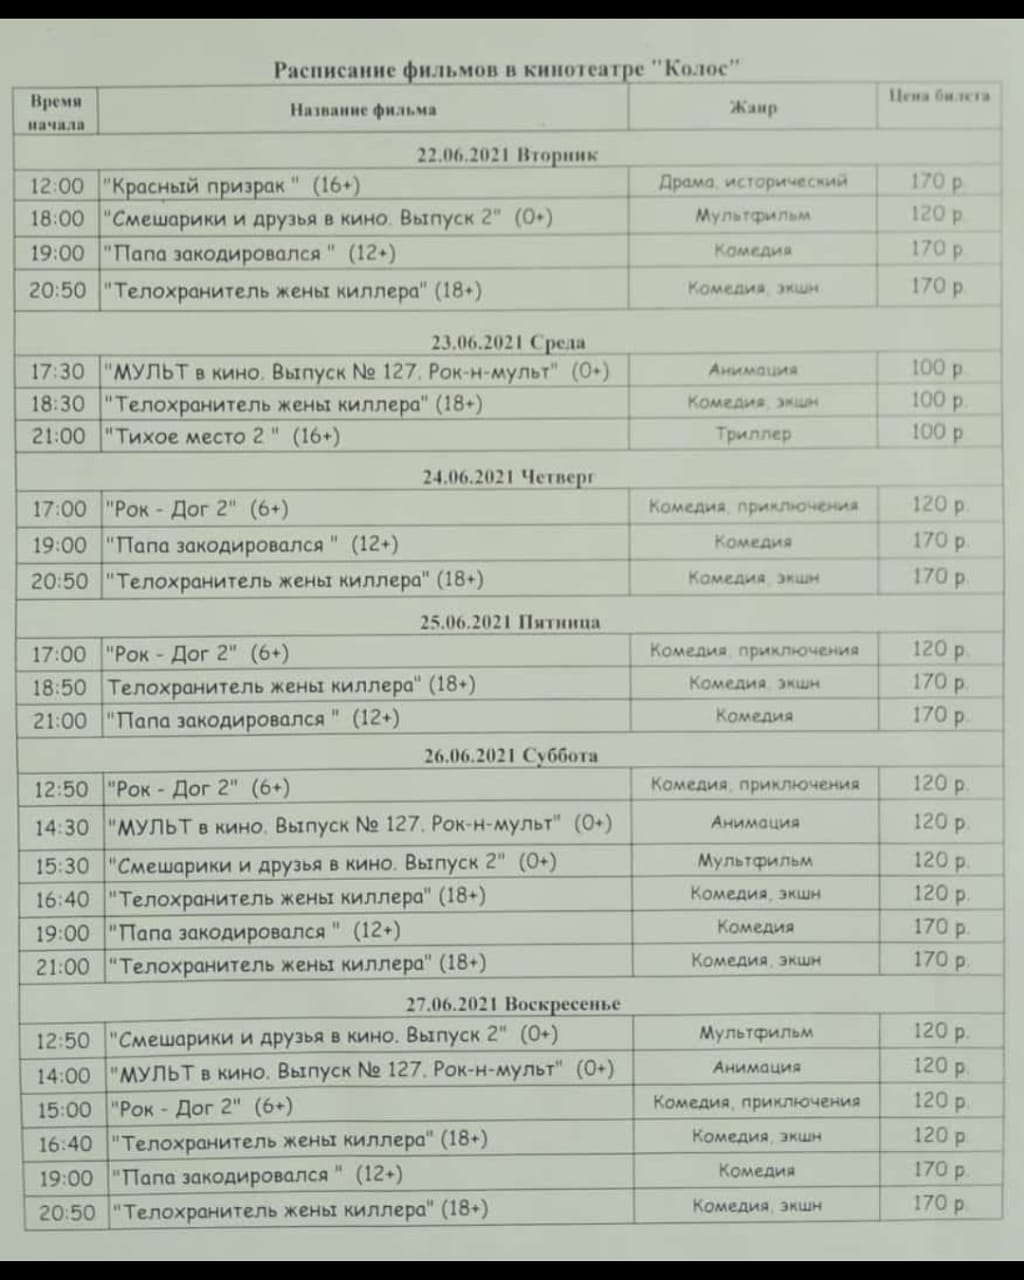 Расписание фильмов в кинотеатре "Колос"
Время начала Название фильма Жанр Цена билета
22.06.2021 Вторник
12:00 "Красный призрак " (16+) Драма, исторический 170 р.
18:00 "Смешарики и друзья в кино. Выпуск 2" (0+) Мультфильм 120 р.
19:00 "Папа закодировался " (12+) Комедия 170 р.
20:50 "Телохранитель жены киллера" (18+) Комедия, экшн 170 р.
23.06.2021 Среда
17:30 "МУЛЬТ в кино. Выпуск № 127. Рок-н-мульт" (0+) Анимация 100 р.
18:30 "Телохранитель жены киллера" (18+) Комедия, экшн 100 р.
21:00 "Тихое место 2 " (16+) Триллер 100 р.
24.06.2021 Четверг
17:00 "Рок - Дог 2" (6+) Комедия, приключения 120 р.
19:00 "Папа закодировался " (12+) Комедия 170 р.
20:50 "Телохранитель жены киллера" (18+) Комедия, экшн 170 р.
25.06.2021 Пятница
17:00 "Рок - Дог 2" (6+) Комедия, приключения 120 р.
18:50 Телохранитель жены киллера" (18+) Комедия, экшн 170 р.
21:00 "Папа закодировался " (12+) Комедия 170 р.
26.06.2021 Суббота
12:50 "Рок - Дог 2" (6+) Комедия, приключения 120 р.
14:30 "МУЛЬТ в кино. Выпуск № 127. Рок-н-мульт" (0+) Анимация 120 р.
15:30 "Смешарики и друзья в кино. Выпуск 2" (0+) Мультфильм 120 р.
16:40 "Телохранитель жены киллера" (18+) Комедия, экшн 120 р.
19:00 "Папа закодировался " (12+) Комедия 170 р.
21:00 "Телохранитель жены киллера" (18+) Комедия, экшн 170 р.
27.06.2021 Воскресенье
12:50 "Смешарики и друзья в кино. Выпуск 2" (0+) Мультфильм 120 р.
14:00 "МУЛЬТ в кино. Выпуск № 127. Рок-н-мульт" (0+) Анимация 120 р.
15:00 "Рок - Дог 2" (6+) Комедия, приключения 120 р.
16:40 "Телохранитель жены киллера" (18+) Комедия, экшн 120 р.
19:00 "Папа закодировался " (12+) Комедия 170 р.
20:50 "Телохранитель жены киллера" (18+) Комедия, экшн 170 р.